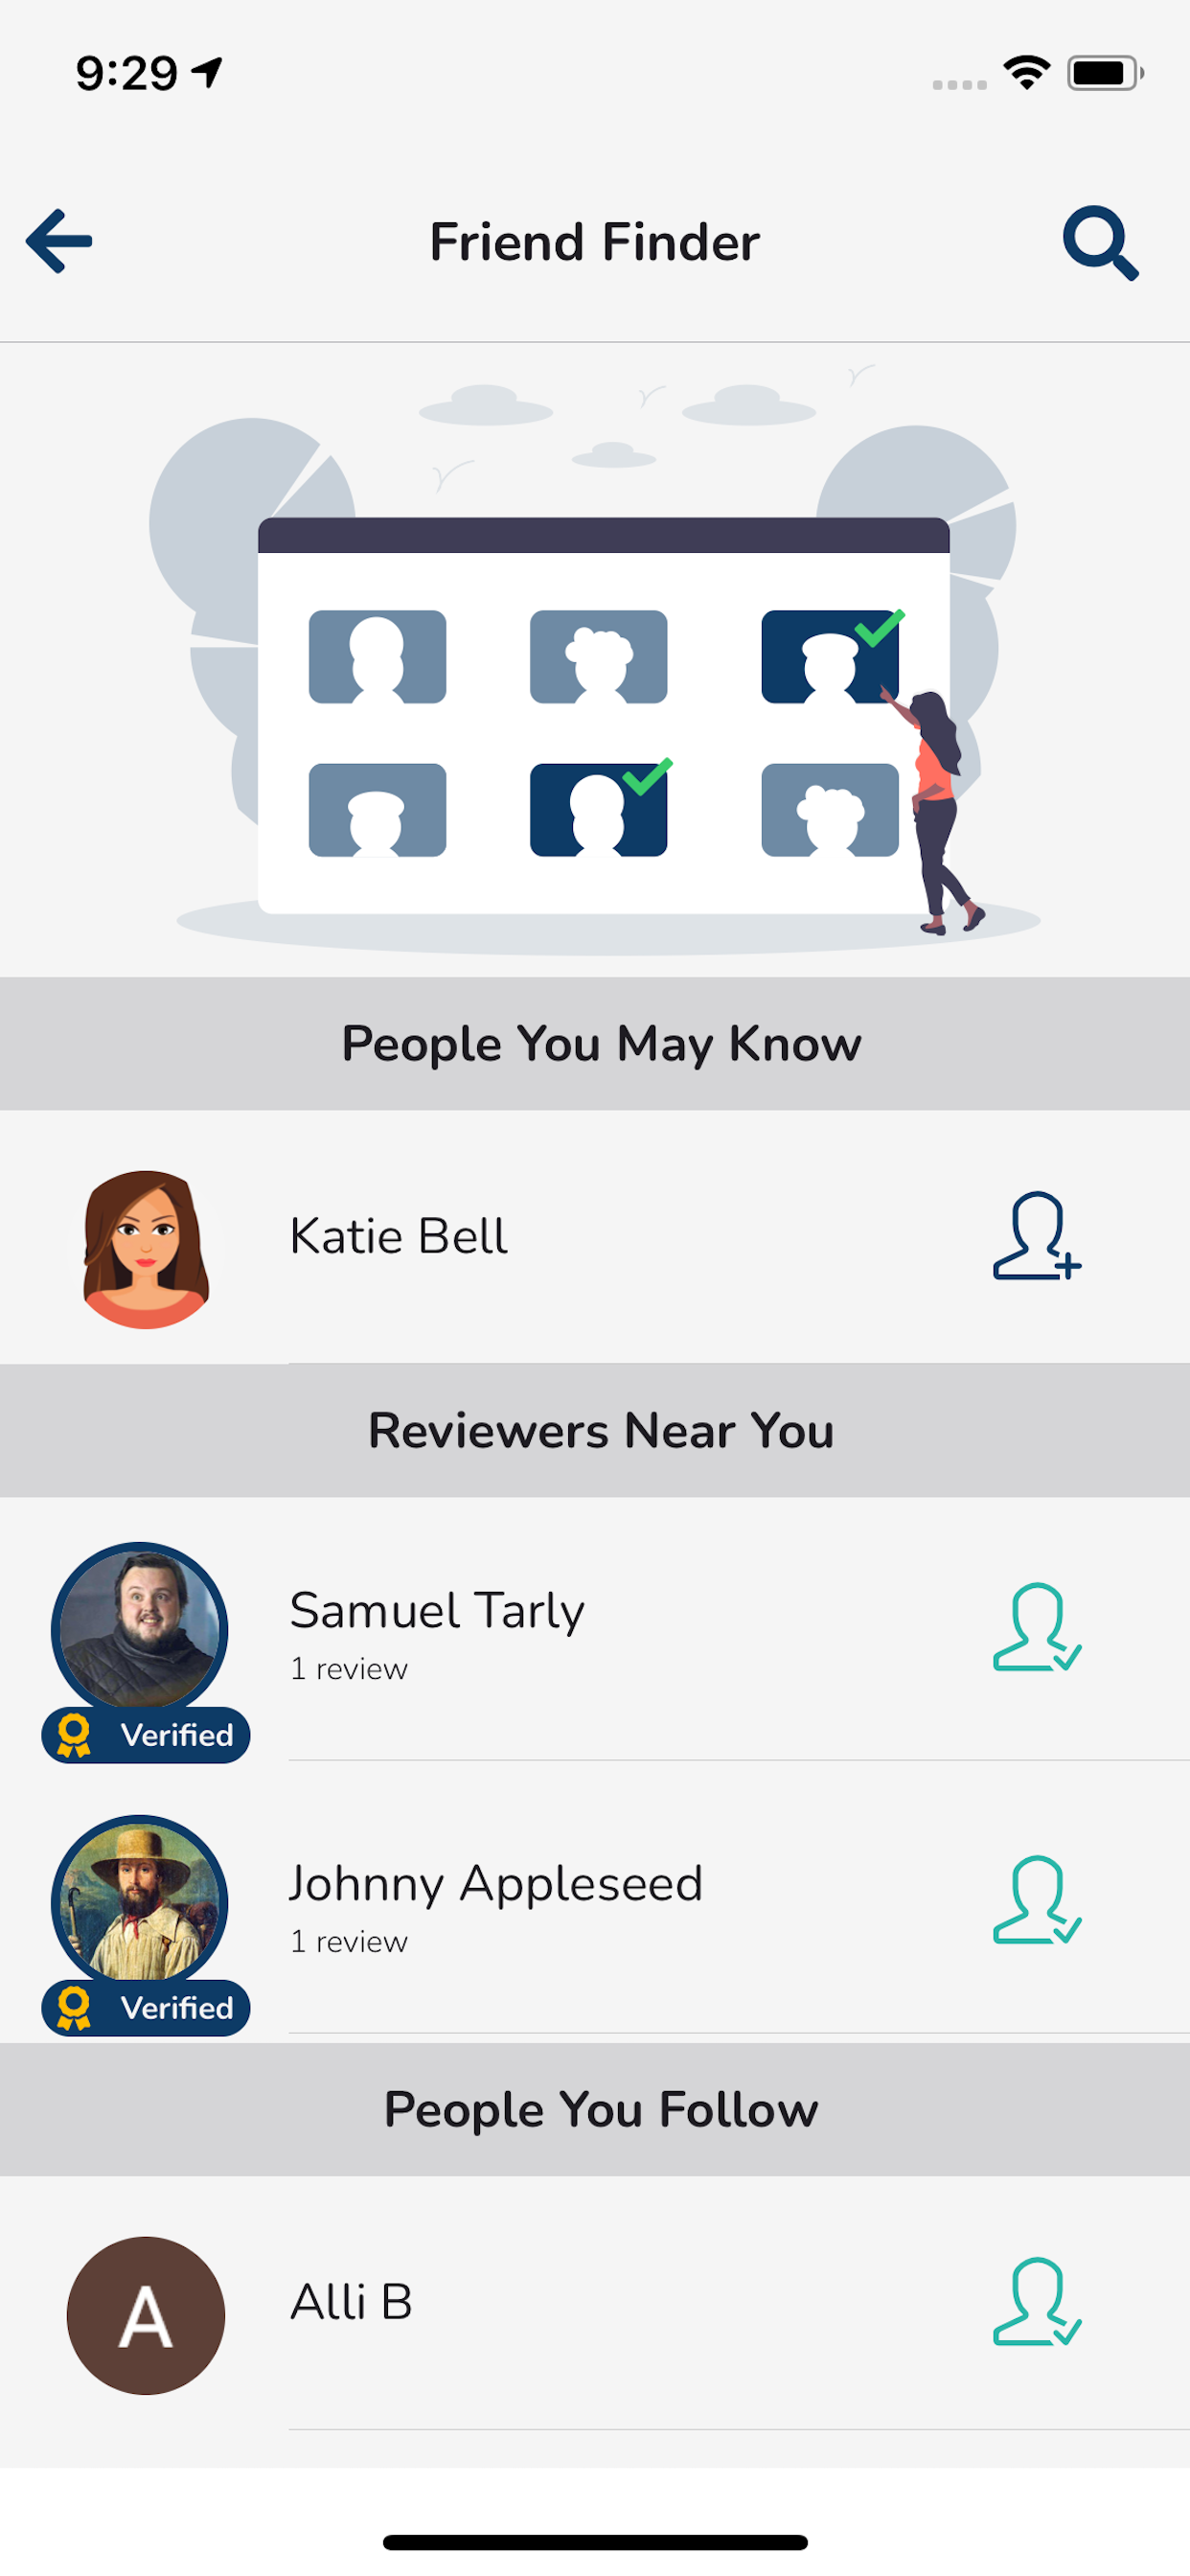 9:29
Friend Finder
People You May Know
Katie Bell
Reviewers Near You
Samuel Tarly
1 review
Verified
Johnny Appleseed
1 review
Verified
People You Follow
A
Alli B